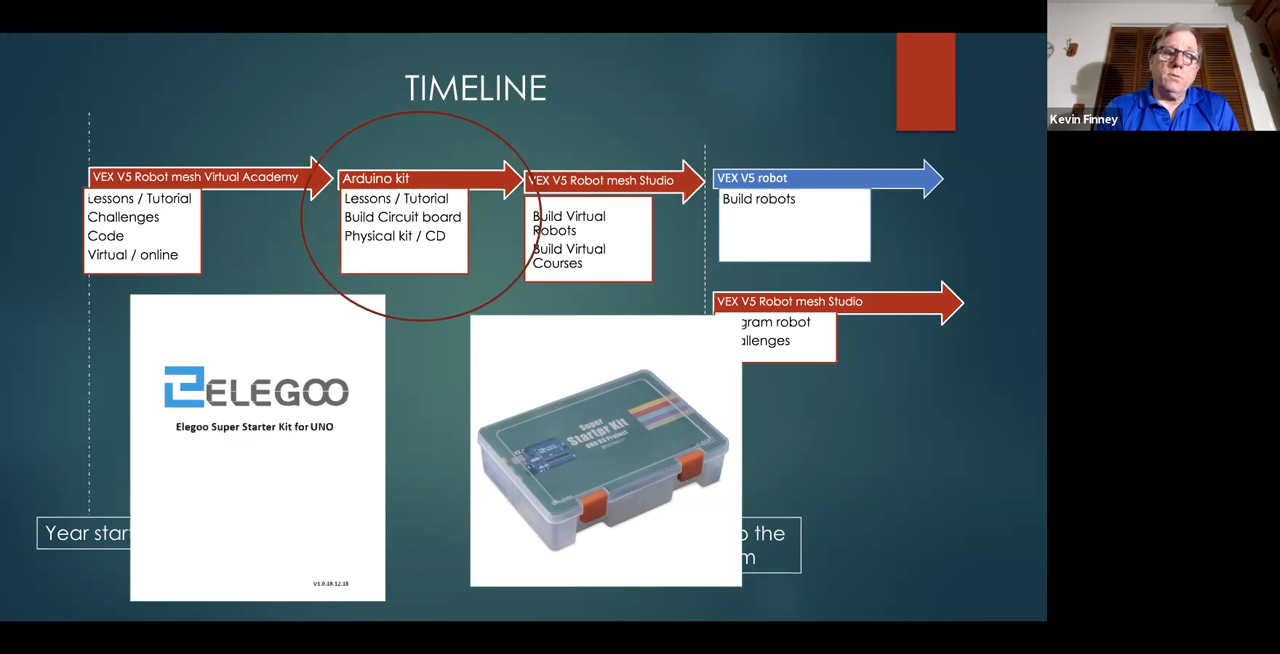 TIMELINE
Kevin Finney
VEX V5 Robot mesh Virtual Academy
Lessons / Tutorial
Challenges
Code
Virtual / online
Arduino kit
Lessons / Tutorial
Build Circuit board
Physical kit / CD
VEX V5 Robot mesh Studio
Build Virtual
Robots
Build Virtual
Courses
VEX V5 robot
Build robots
VEX V5 Robot mesh Studio
gram robot
allenges
ELEGOO
Elegoo Super Starter Kit for UNO
V1.0.18.12.18
Super
Starter Kit
UNO R3 Project
Year star
the
m